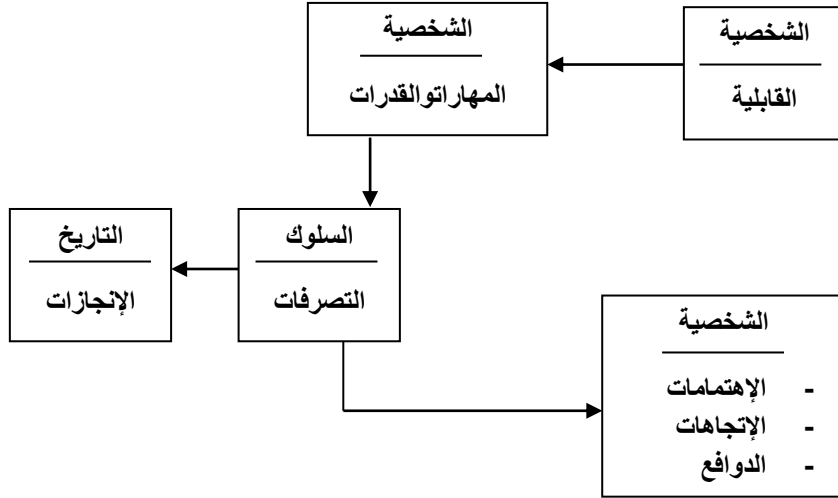 الشخصية
القابلية
الشخصية
المهاراتوالقدرات
السلوك
التصرفات
التاريخ
الإنجازات
الشخصية
- الإهتمامات
- الإتجاهات
- الدوافع